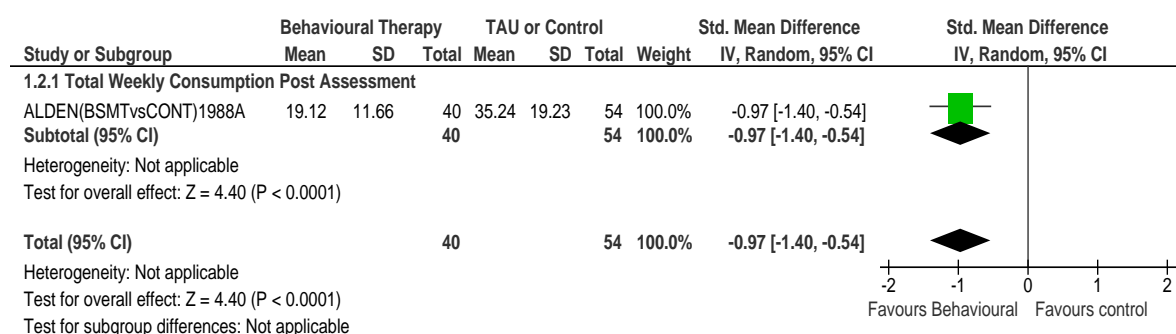 Behavioural Therapy TAU or Control Std. Mean Difference Std. Mean Difference
Study or Subgroup Mean SD Total Mean SD Total Weight IV, Random, 95% CI IV, Random, 95% CI
1.2.1 Total Weekly Consumption Post Assessment
ALDEN(BSMTvsCONT)1988A 19.12 11.66 40 35.24 19.23 54 100.0% -0.97 [-1.40, -0.54]
Subtotal (95% CI) 40 54 100.0% -0.97 [-1.40, -0.54]
Heterogeneity: Not applicable
Test for overall effect: Z = 4.40 (P < 0.0001)
Total (95% CI) 40 54 100.0% -0.97 [-1.40, -0.54]
Heterogeneity: Not applicable
-2 -1 0 1 2
Test for overall effect: Z = 4.40 (P < 0.0001)
Favours Behavioural Favours control
Test for subgroup differences: Not applicable